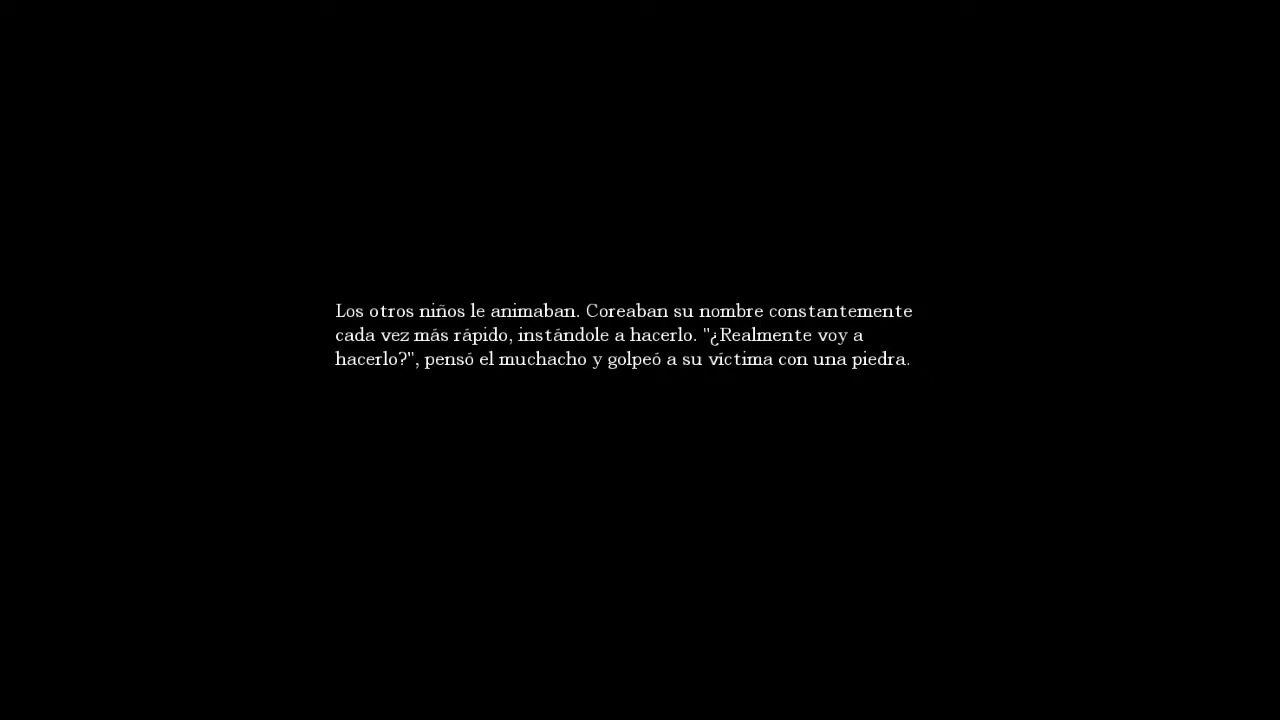 Los otros niños le animaban. Coreaban su nombre constantemente
cada vez más rápido, instándole a hacerlo. "¿Realmente voy a
hacerlo?", pensó el muchacho y golpeó a su víctima con una piedra.